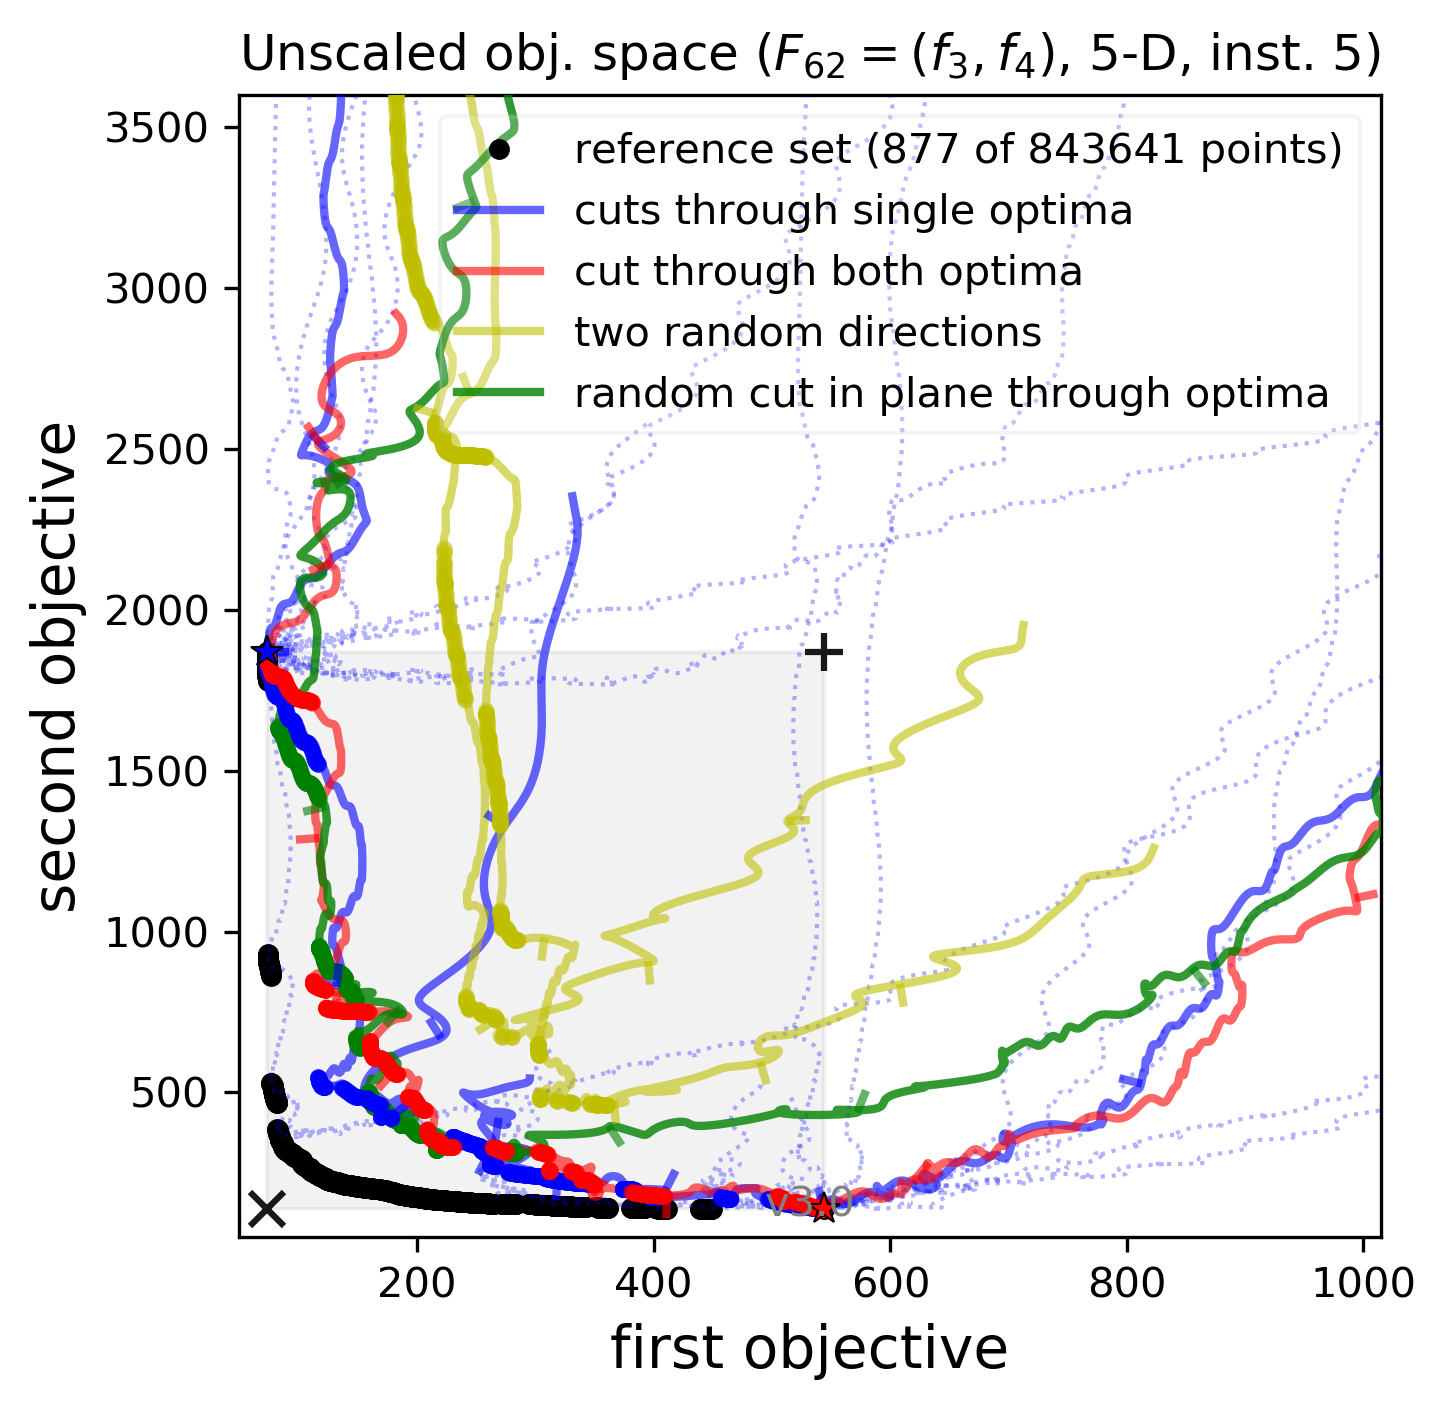 Unscaled obj. space (F₆₂ = (f₃, f₄), 5-D, inst. 5)
reference set (877 of 843641 points)
cuts through single optima
cut through both optima
two random directions
random cut in plane through optima
second objective
3500
3000
2500
2000
1500
1000
500
v3.0
200 400 600 800 1000
first objective